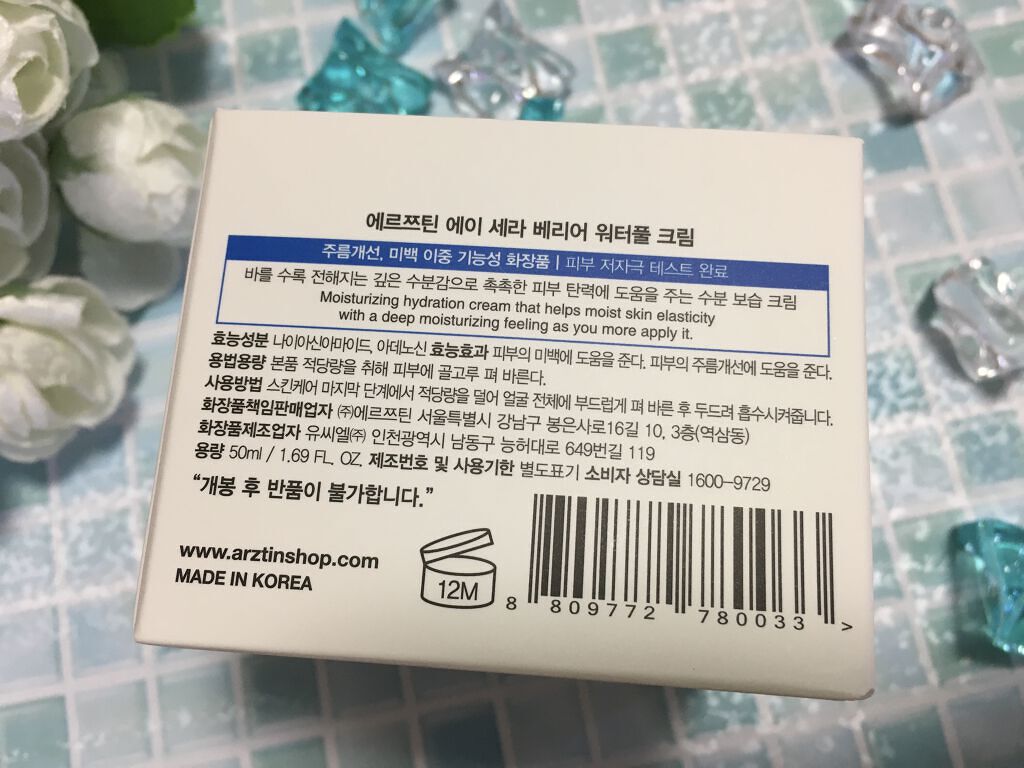 에르쯔틴 에이 세라 베리어 워터풀 크림
주름개선, 미백 이중 기능성 화장품 | 피부 저자극 테스트 완료
바를 수록 전해지는 깊은 수분감으로 촉촉한 피부 탄력에 도움을 주는 수분 보습 크림
Moisturizing hydration cream that helps moist skin elasticity
with a deep moisturizing feeling as you more apply it.
효능성분 나이아신아마이드, 아데노신 효능효과 피부의 미백에 도움을 준다. 피부의 주름개선에 도움을 준다.
용법용량 본품 적당량을 취해 피부에 골고루 펴 바른다.
사용방법 스킨케어 마지막 단계에서 적당량을 덜어 얼굴 전체에 부드럽게 펴 바른 후 두드려 흡수시켜줍니다.
화장품책임판매업자 ㈜에르쯔틴 서울특별시 강남구 봉은사로16길 10, 3층(역삼동)
화장품제조업자 유씨엘㈜ 인천광역시 남동구 능허대로 649번길 119
용량 50ml / 1.69 FL. OZ. 제조번호 및 사용기한 별도표기 소비자 상담실 1600-9729
“개봉 후 반품이 불가합니다.”
www.arztinshop.com
MADE IN KOREA
12M
8 809772 780033 >